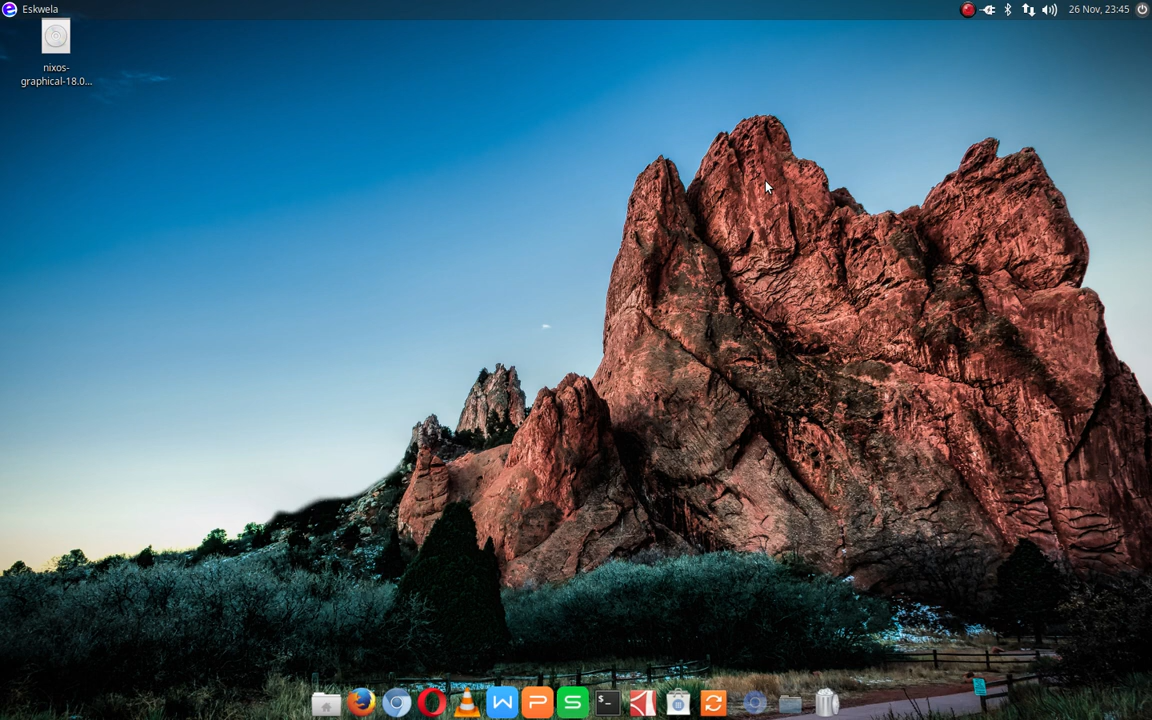 Eskwela
26 Nov, 23:45
nixos-
graphical-18.0...
W
P
S
>_